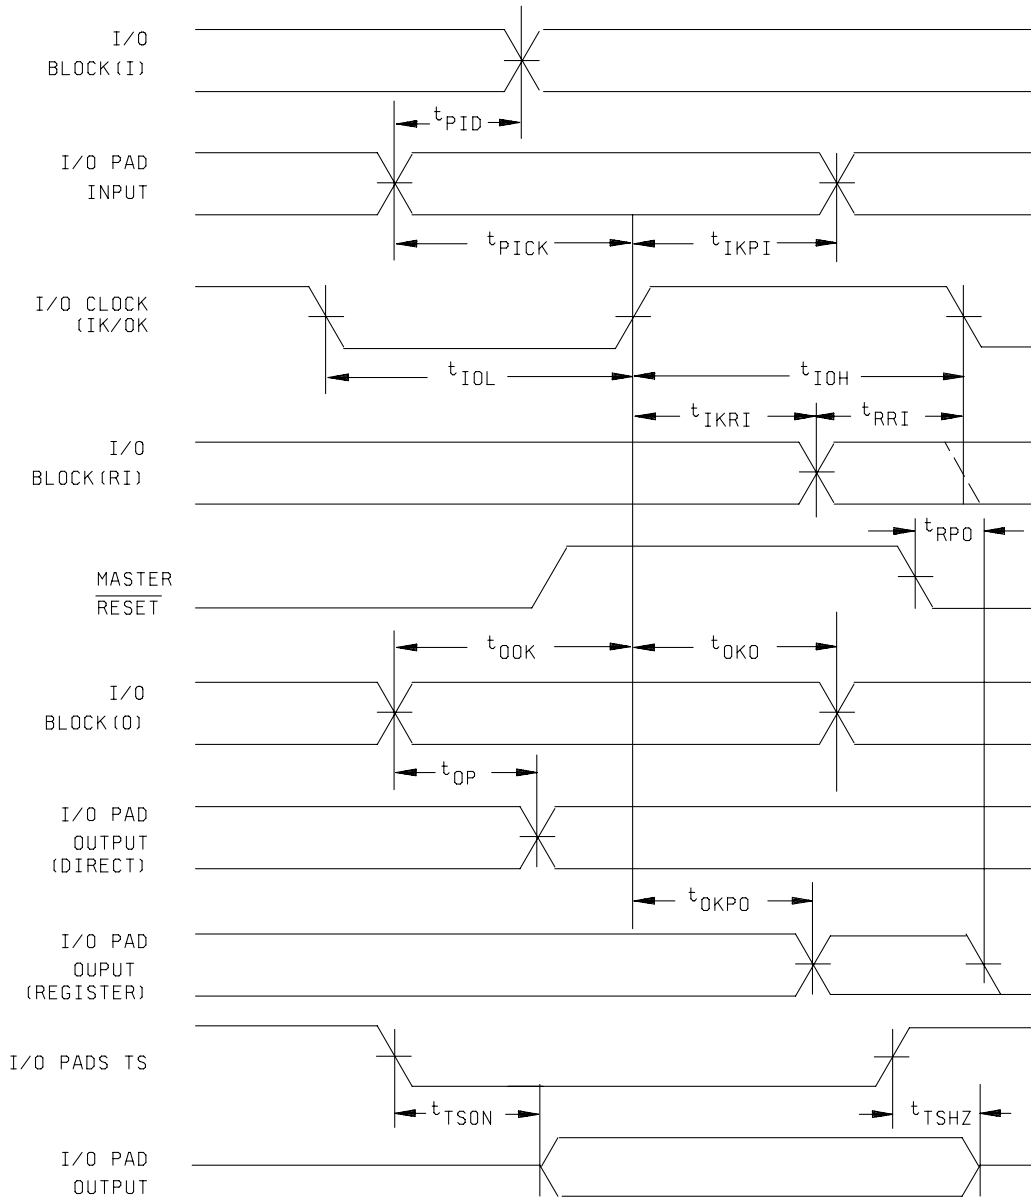 I/O
BLOCK(I)
tPID
I/O PAD
INPUT
tPICK
tIKPI
I/O CLOCK
(IK/OK
tIOL
tIOH
tIKRI
tRRI
I/O
BLOCK(RI)
tRPO
MASTER
RESET
tOOK
tOKO
I/O
BLOCK(O)
tOP
I/O PAD
OUTPUT
(DIRECT)
tOKPO
I/O PAD
OUPUT
(REGISTER)
I/O PADS TS
tTSON
tTSHZ
I/O PAD
OUTPUT